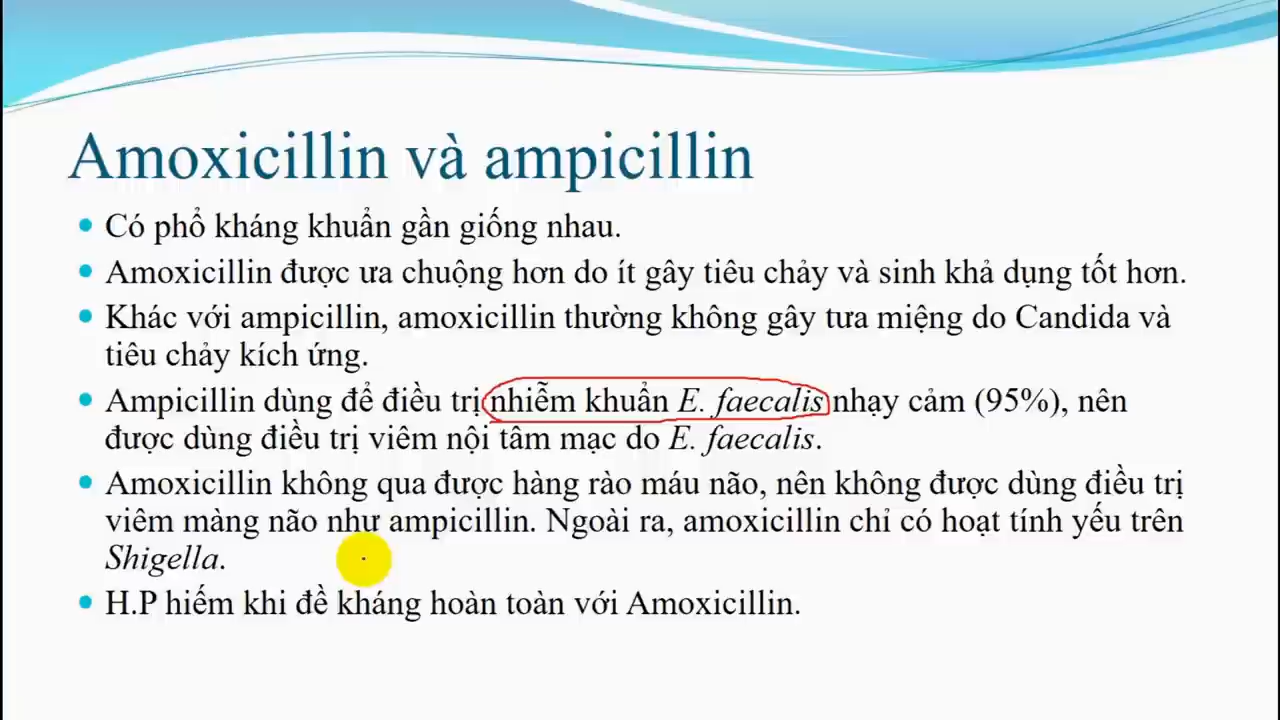 Amoxicillin và ampicillin
Có phổ kháng khuẩn gần giống nhau.
Amoxicillin được ưa chuộng hơn do ít gây tiêu chảy và sinh khả dụng tốt hơn.
Khác với ampicillin, amoxicillin thường không gây tưa miệng do Candida và
tiêu chảy kích ứng.
Ampicillin dùng để điều trị nhiễm khuẩn E. faecalis nhạy cảm (95%), nên
được dùng điều trị viêm nội tâm mạc do E. faecalis.
Amoxicillin không qua được hàng rào máu não, nên không được dùng điều trị
viêm màng não như ampicillin. Ngoài ra, amoxicillin chỉ có hoạt tính yếu trên
Shigella.
H.P hiếm khi đề kháng hoàn toàn với Amoxicillin.